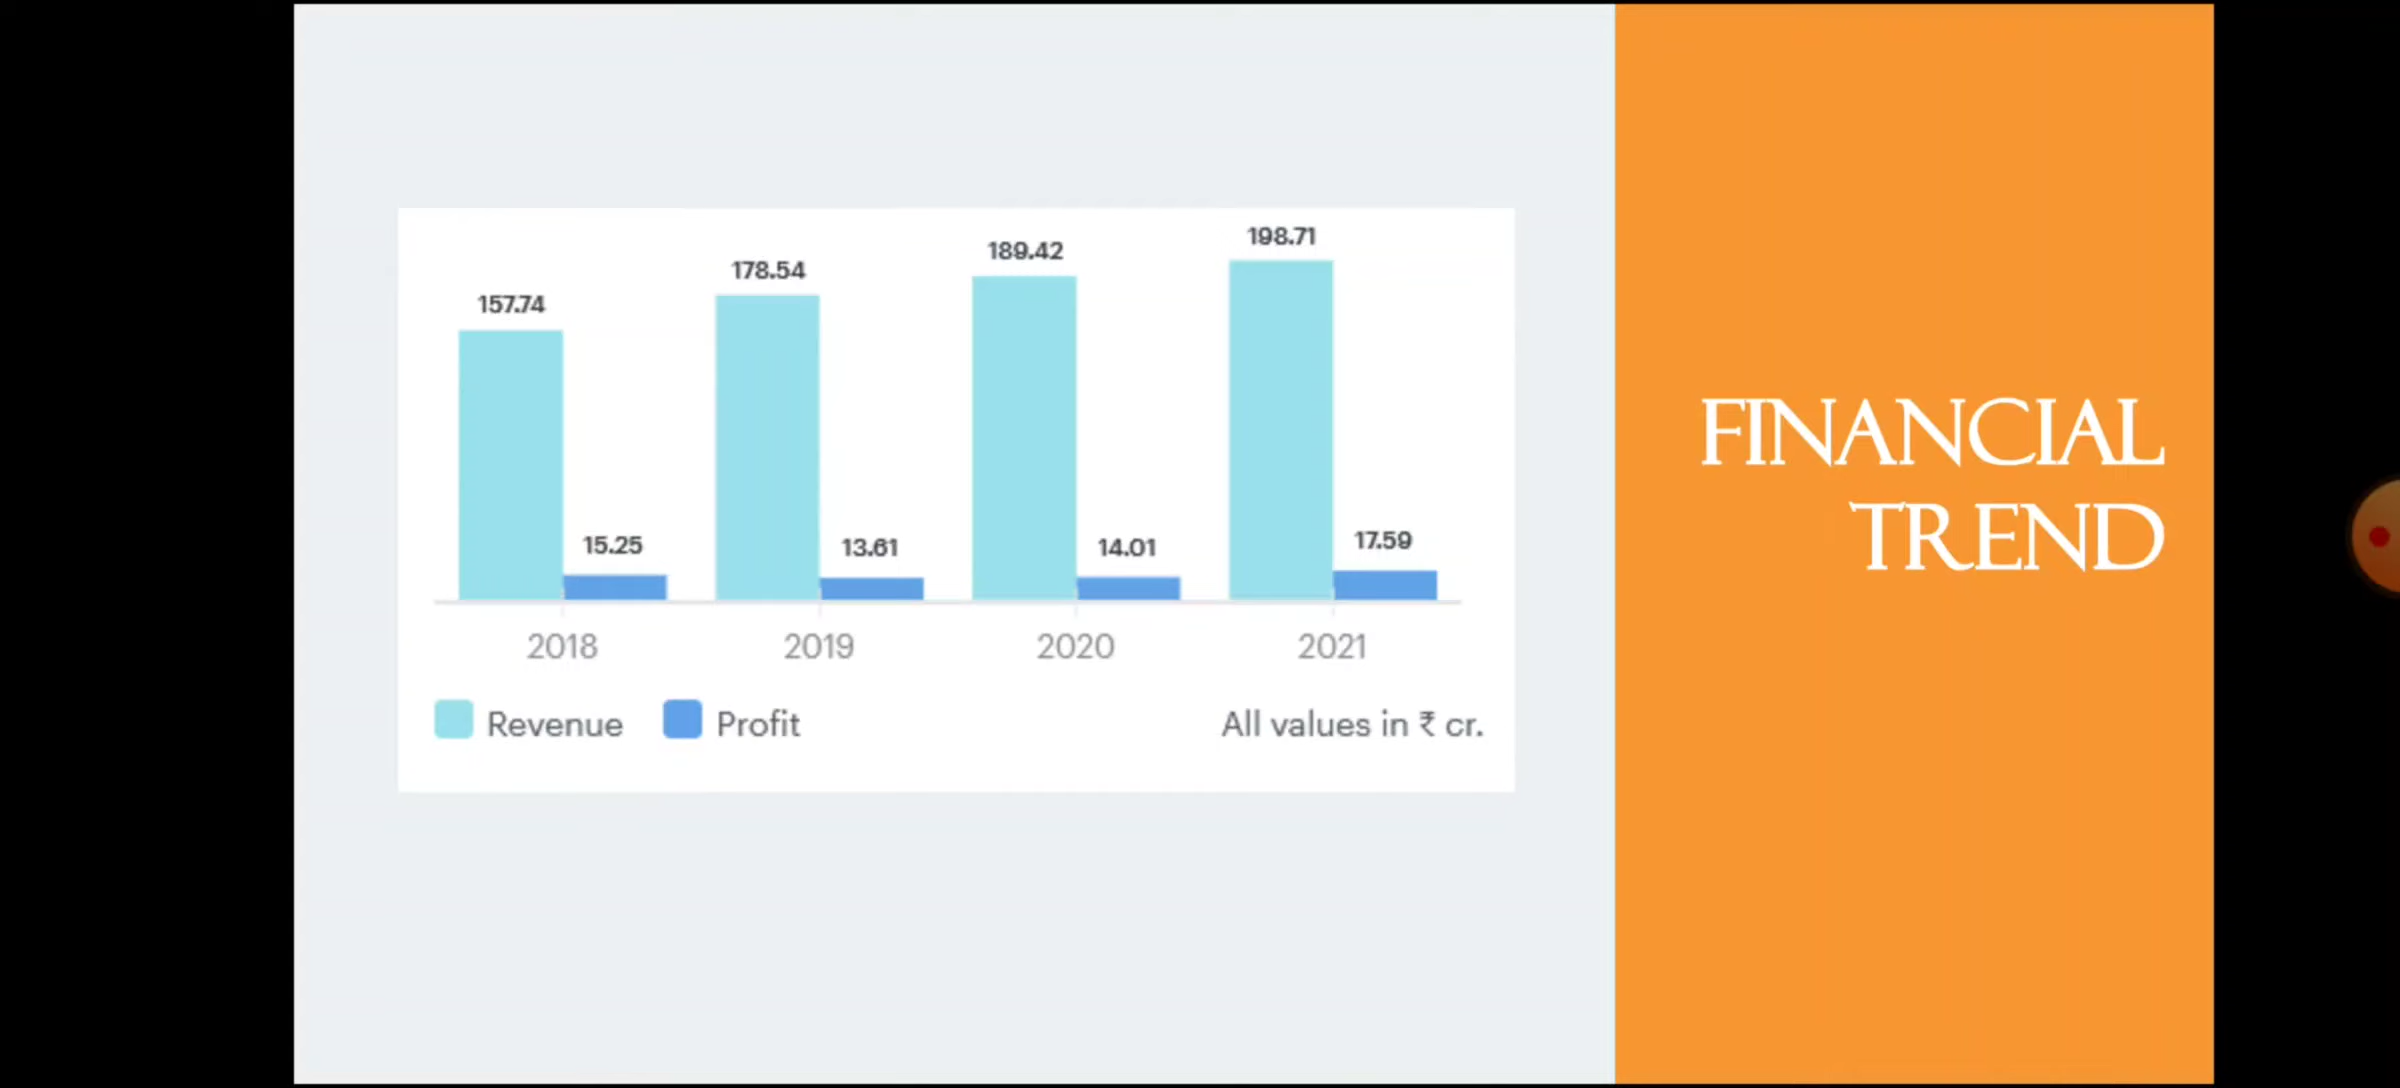 198.71
189.42
178.54
157.74
17.59
15.25
13.61
14.01
2018 2019 2020 2021
Revenue Profit All values in ₹ cr.
FINANCIAL
TREND